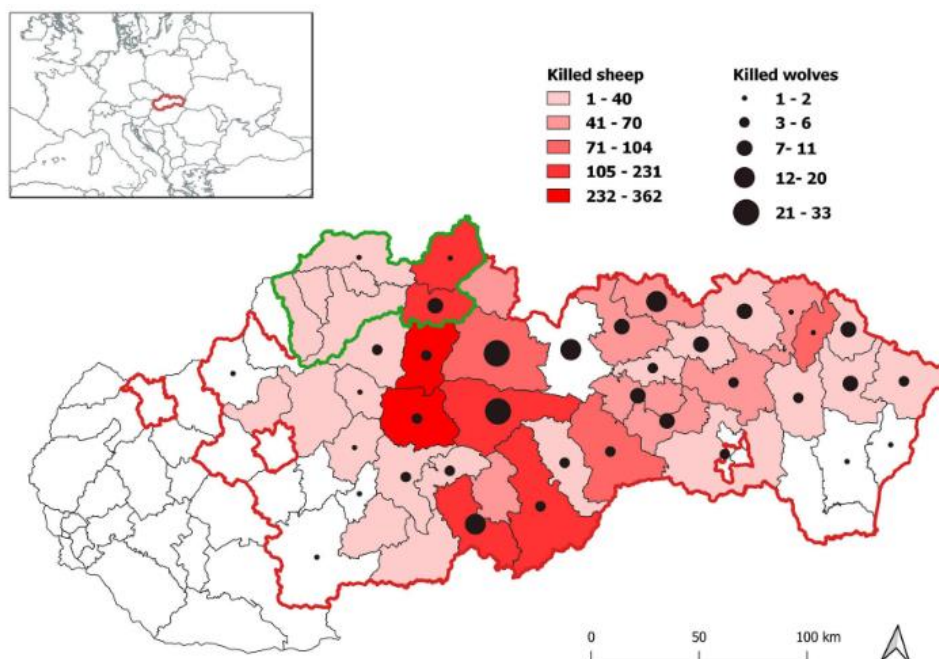 Killed sheep
1 - 40
41 - 70
71 - 104
105 - 231
232 - 362
Killed wolves
1 - 2
3 - 6
7- 11
12- 20
21 - 33
0 50 100 km